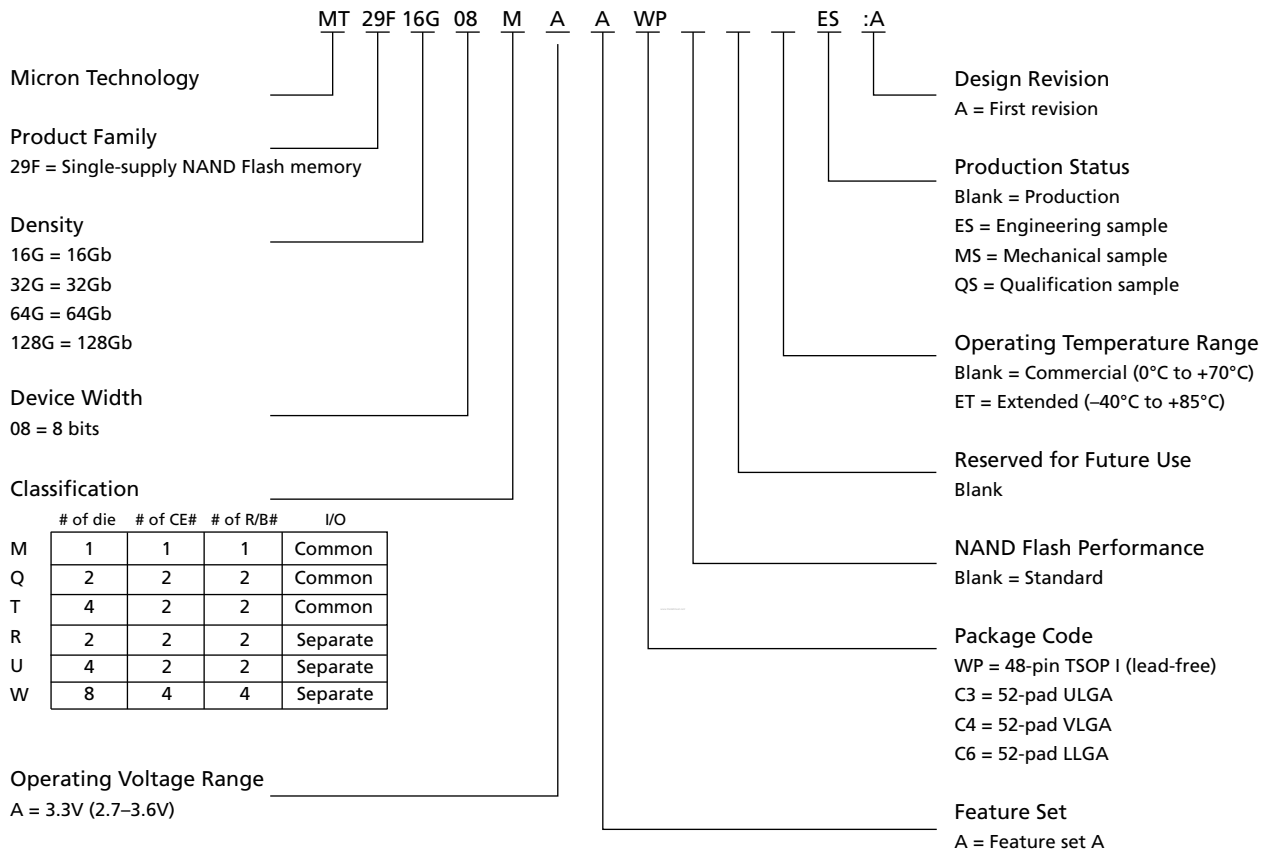 MT 29F 16G 08 M A A WP ES :A
Micron Technology
Product Family
29F = Single-supply NAND Flash memory
Density
16G = 16Gb
32G = 32Gb
64G = 64Gb
128G = 128Gb
Device Width
08 = 8 bits
Classification
# of die # of CE# # of R/B# I/O
M 1 1 1 Common
Q 2 2 2 Common
T 4 2 2 Common
R 2 2 2 Separate
U 4 2 2 Separate
W 8 4 4 Separate
Operating Voltage Range
A = 3.3V (2.7–3.6V)
Design Revision
A = First revision
Production Status
Blank = Production
ES = Engineering sample
MS = Mechanical sample
QS = Qualification sample
Operating Temperature Range
Blank = Commercial (0°C to +70°C)
ET = Extended (–40°C to +85°C)
Reserved for Future Use
Blank
NAND Flash Performance
Blank = Standard
Package Code
WP = 48-pin TSOP I (lead-free)
C3 = 52-pad ULGA
C4 = 52-pad VLGA
C6 = 52-pad LLGA
Feature Set
A = Feature set A